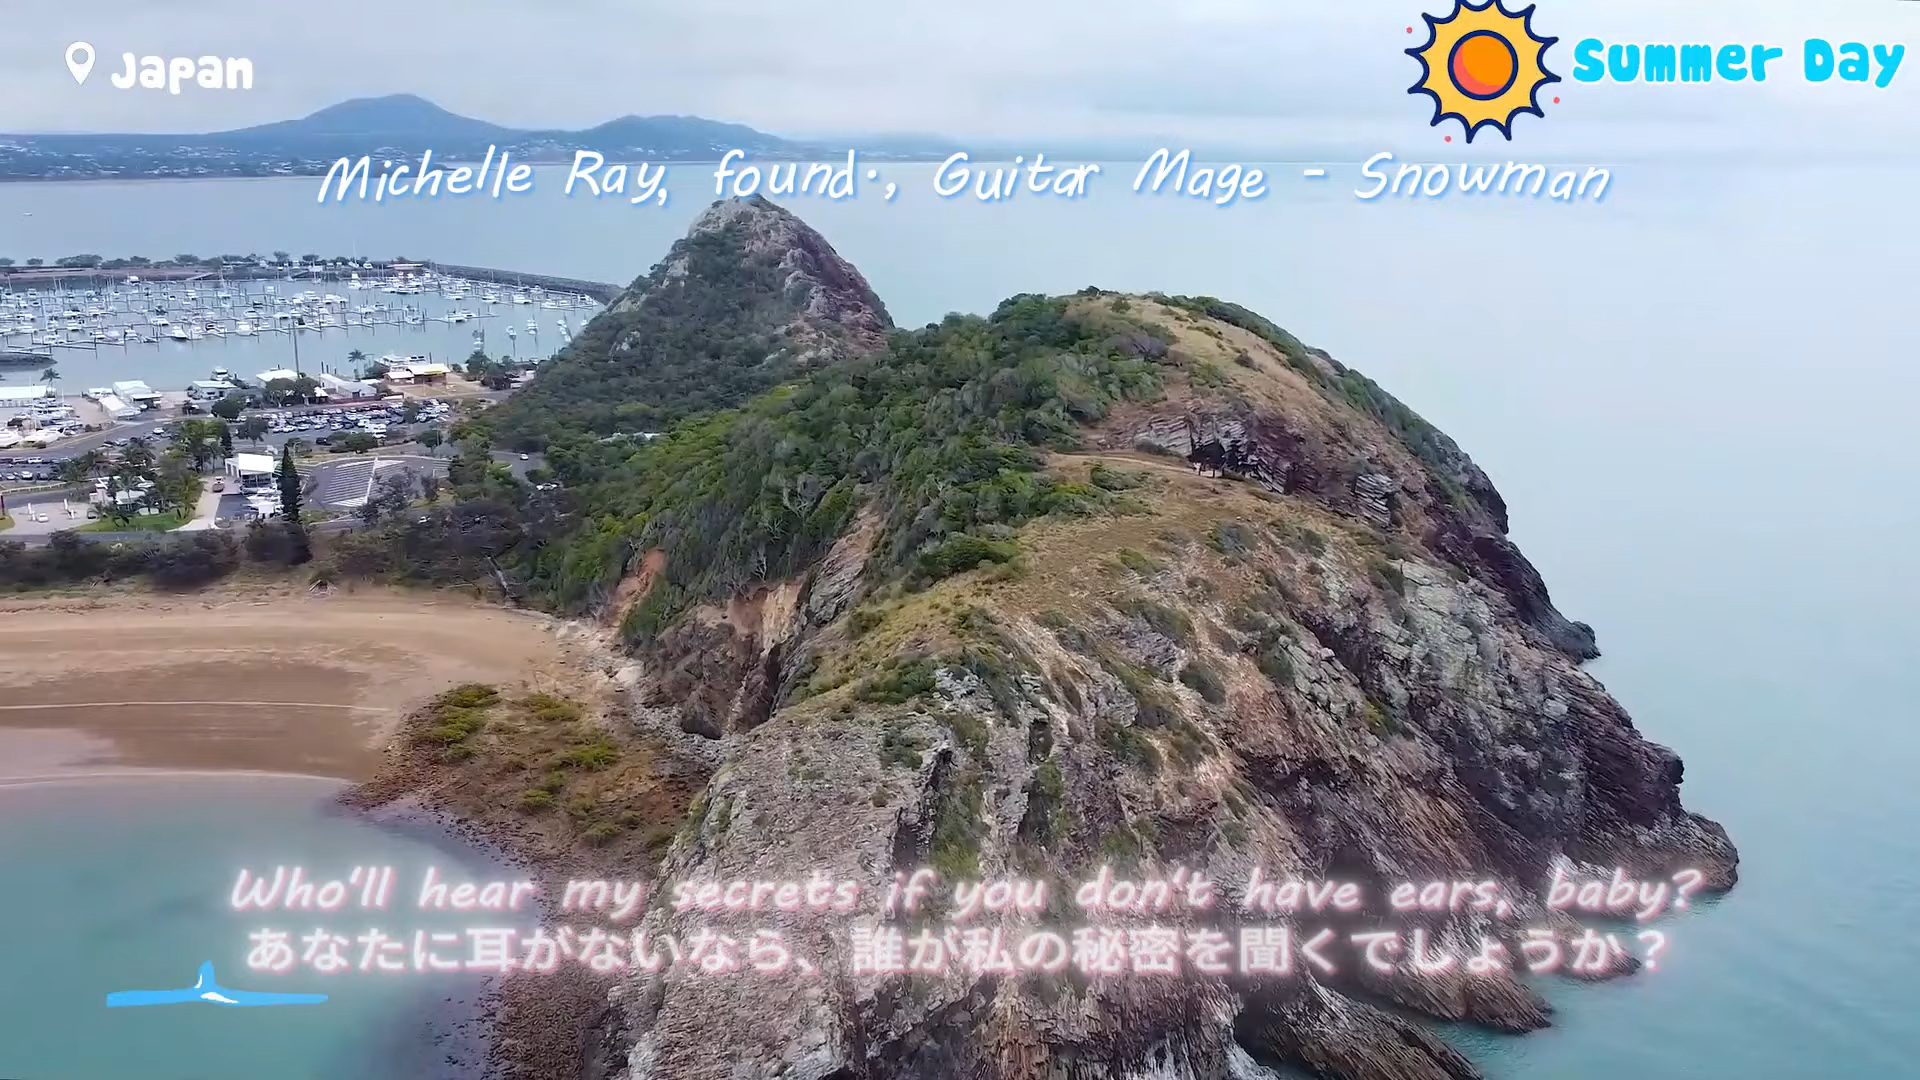 Japan
Summer Day
Michelle Ray, found·, Guitar Mage - Snowman
Who'll hear my secrets if you don't have ears, baby?
あなたに耳がないなら、誰が私の秘密を聞くでしょうか？